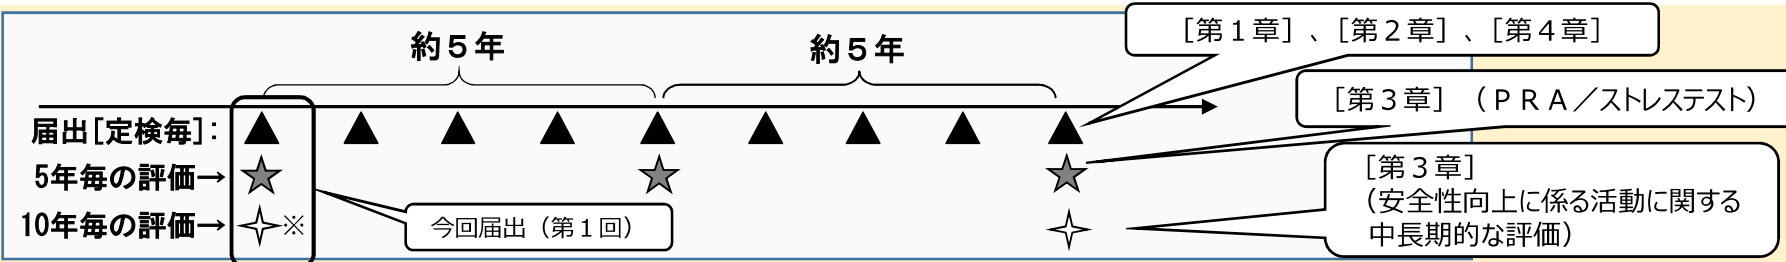 約５年
約５年
［第１章］、［第２章］、［第４章］
［第３章］（ＰＲＡ／ストレステスト）
届出［定検毎］：
5年毎の評価→
10年毎の評価→
※
今回届出（第１回）
［第３章］
（安全性向上に係る活動に関する
中長期的な評価）